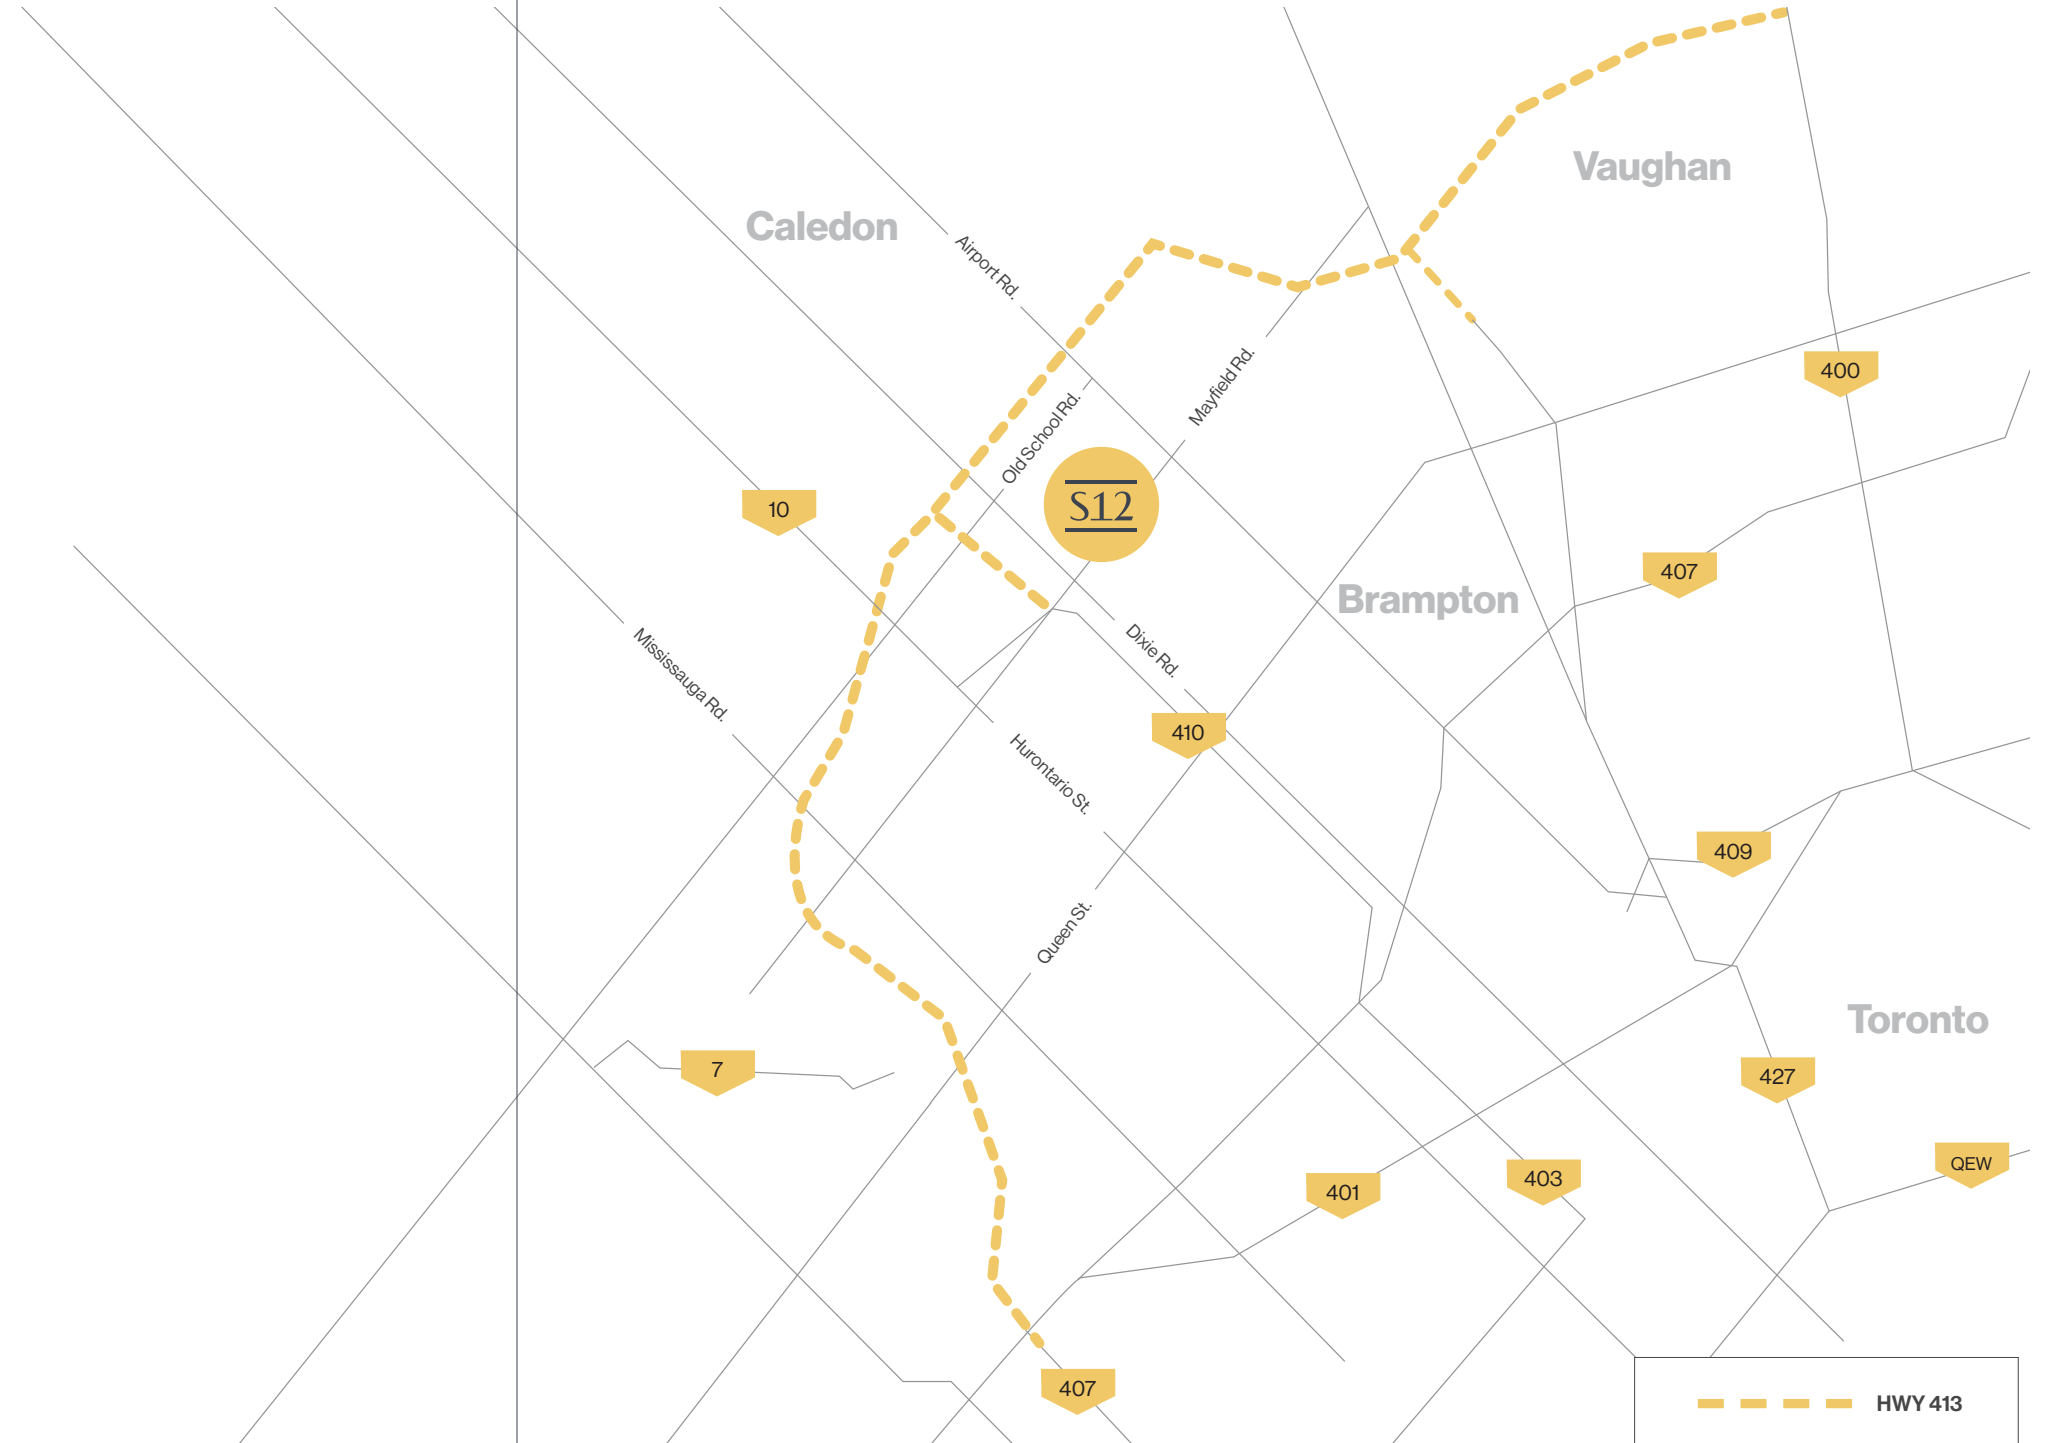 Vaughan
Caledon
Airport Rd.
Mayfield Rd.
400
Old School Rd.
S12
10
407
Brampton
Mississauga Rd.
Dixie Rd.
410
Hurontario St.
409
Queen St.
Toronto
7
427
QEW
403
401
407
HWY 413